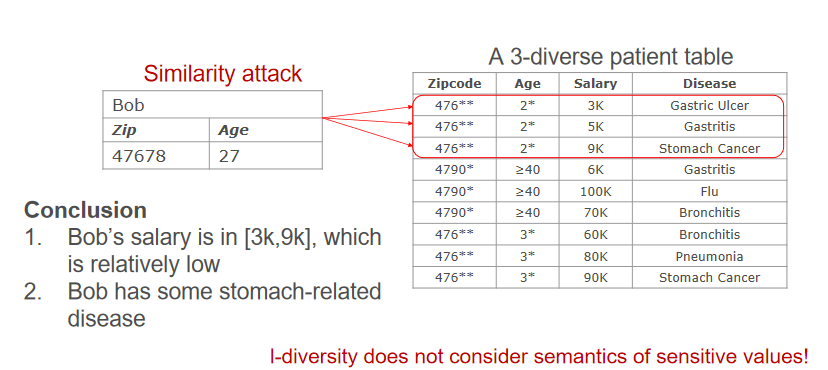 A 3-diverse patient table
Similarity attack
Bob
Zip Age
47678 27
Zipcode Age Salary Disease
476** 2* 3K Gastric Ulcer
476** 2* 5K Gastritis
476** 2* 9K Stomach Cancer
4790* ≥40 6K Gastritis
4790* ≥40 100K Flu
4790* ≥40 70K Bronchitis
476** 3* 60K Bronchitis
476** 3* 80K Pneumonia
476** 3* 90K Stomach Cancer
Conclusion
1. Bob's salary is in [3k,9k], which
is relatively low
2. Bob has some stomach-related
disease
l-diversity does not consider semantics of sensitive values!